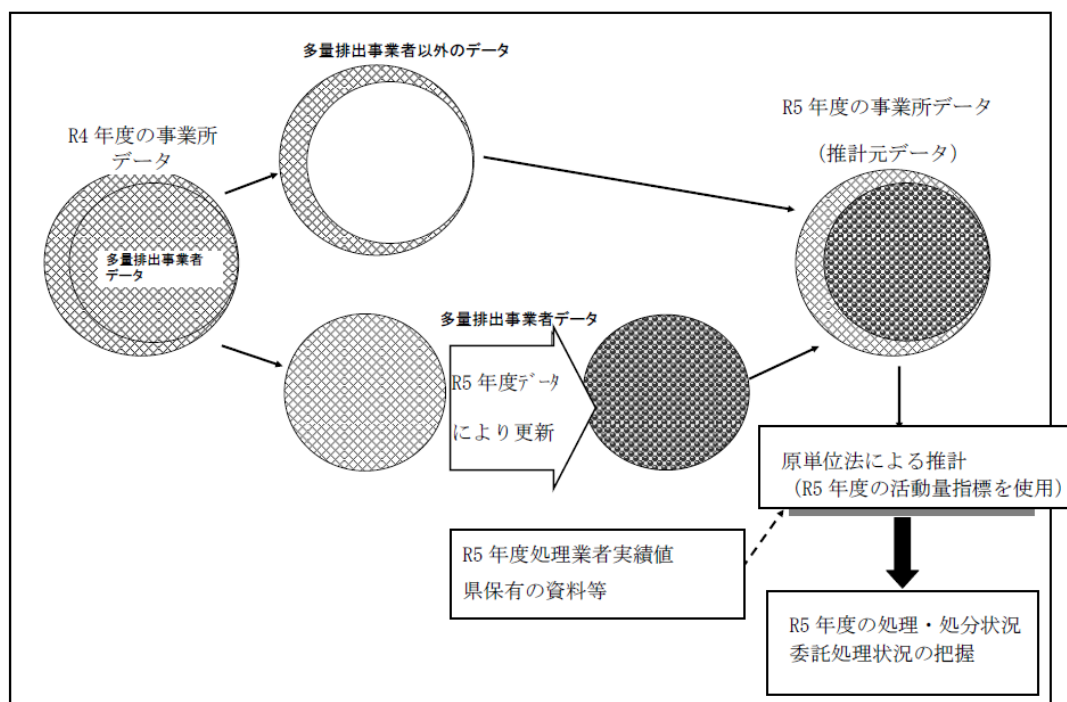 多量排出事業者以外のデータ
R4 年度の事業所
データ
多量排出事業者
データ
R5 年度の事業所データ
(推計元データ)
多量排出事業者データ
R5 年度ﾃﾞｰﾀ
により更新
原単位法による推計
（R5 年度の活動量指標を使用）
R5 年度処理業者実績値
県保有の資料等
R5 年度の処理・処分状況
委託処理状況の把握